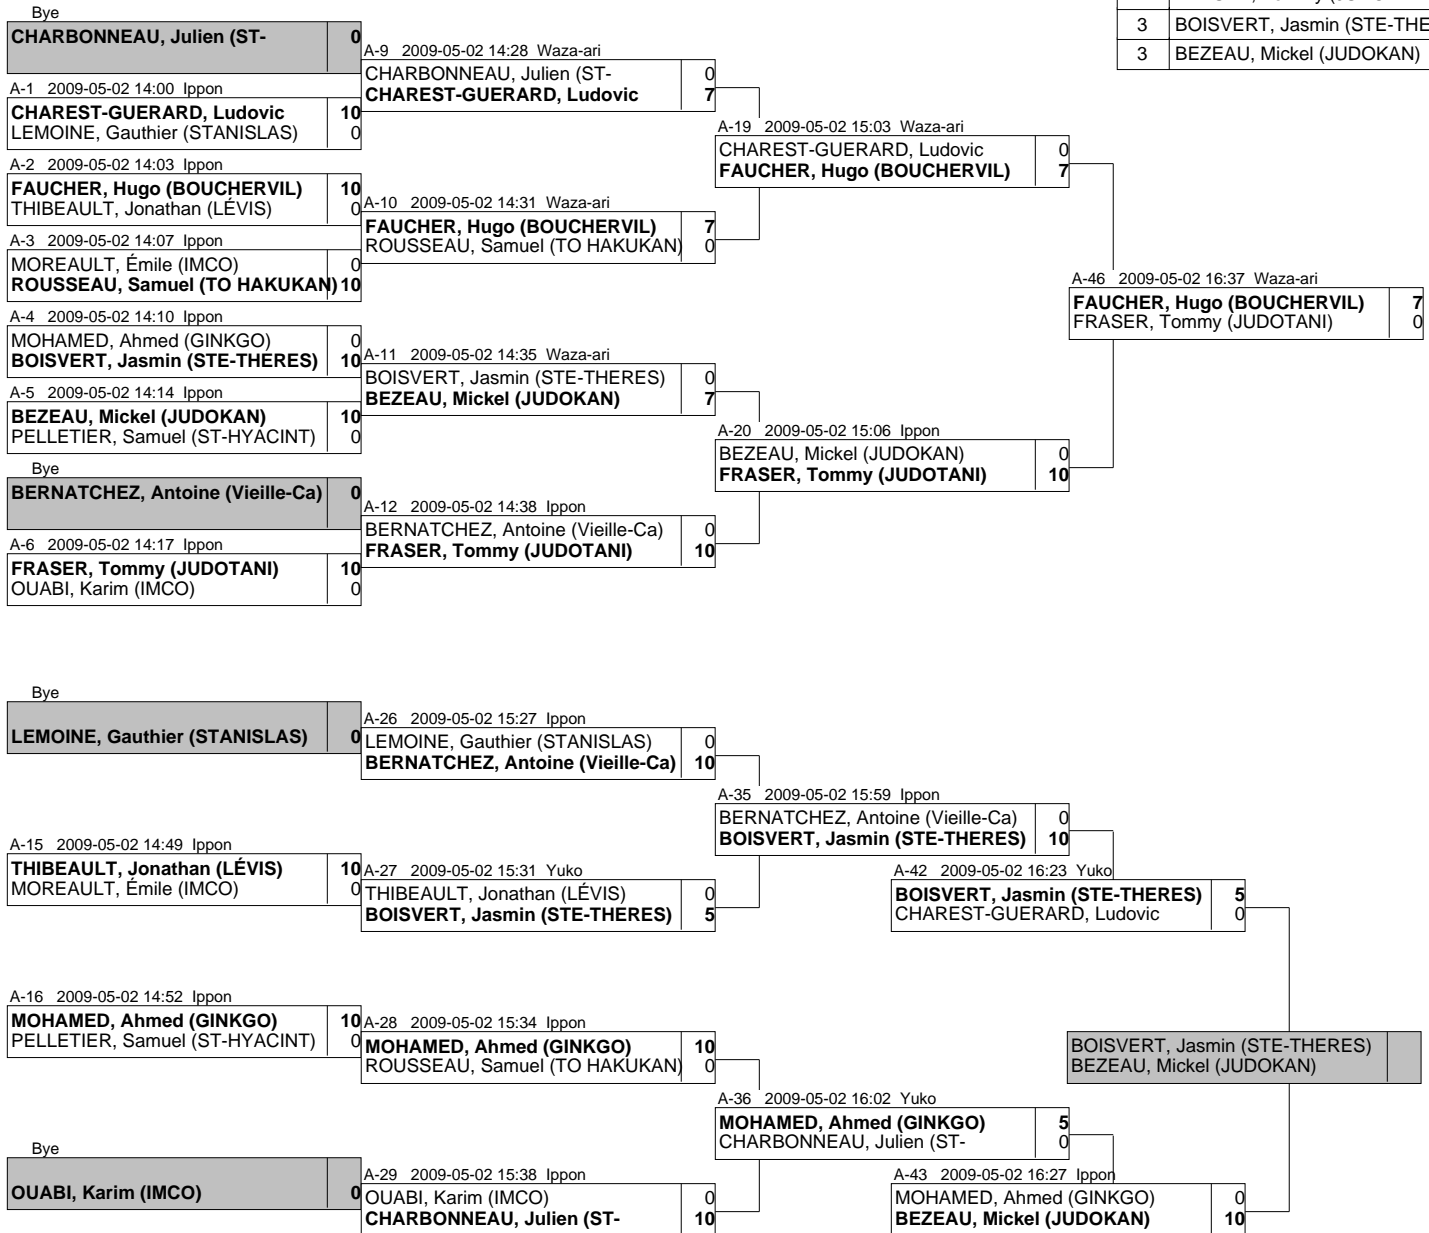 3 BOISVERT, Jasmin (STE-THE
3 BEZEAU, Mickel (JUDOKAN)
Bye
CHARBONNEAU, Julien (ST- 0
A-1 2009-05-02 14:00 Ippon
CHAREST-GUERARD, Ludovic 10
LEMOINE, Gauthier (STANISLAS) 0
A-2 2009-05-02 14:03 Ippon
FAUCHER, Hugo (BOUCHERVIL) 10
THIBEAULT, Jonathan (LÉVIS) 0
A-3 2009-05-02 14:07 Ippon
MOREAULT, Émile (IMCO) 0
ROUSSEAU, Samuel (TO HAKUKAN) 10
A-4 2009-05-02 14:10 Ippon
MOHAMED, Ahmed (GINKGO) 0
BOISVERT, Jasmin (STE-THERES) 10
A-5 2009-05-02 14:14 Ippon
BEZEAU, Mickel (JUDOKAN) 10
PELLETIER, Samuel (ST-HYACINT) 0
Bye
BERNATCHEZ, Antoine (Vieille-Ca) 0
A-6 2009-05-02 14:17 Ippon
FRASER, Tommy (JUDOTANI) 10
OUABI, Karim (IMCO) 0
A-9 2009-05-02 14:28 Waza-ari
CHARBONNEAU, Julien (ST- 0
CHAREST-GUERARD, Ludovic 7
A-10 2009-05-02 14:31 Waza-ari
FAUCHER, Hugo (BOUCHERVIL) 7
ROUSSEAU, Samuel (TO HAKUKAN) 0
A-11 2009-05-02 14:35 Waza-ari
BOISVERT, Jasmin (STE-THERES) 0
BEZEAU, Mickel (JUDOKAN) 7
A-12 2009-05-02 14:38 Ippon
BERNATCHEZ, Antoine (Vieille-Ca) 0
FRASER, Tommy (JUDOTANI) 10
A-19 2009-05-02 15:03 Waza-ari
CHAREST-GUERARD, Ludovic 0
FAUCHER, Hugo (BOUCHERVIL) 7
A-20 2009-05-02 15:06 Ippon
BEZEAU, Mickel (JUDOKAN) 0
FRASER, Tommy (JUDOTANI) 10
A-46 2009-05-02 16:37 Waza-ari
FAUCHER, Hugo (BOUCHERVIL) 7
FRASER, Tommy (JUDOTANI) 0
Bye
LEMOINE, Gauthier (STANISLAS) 0
A-15 2009-05-02 14:49 Ippon
THIBEAULT, Jonathan (LÉVIS) 10
MOREAULT, Émile (IMCO) 0
A-16 2009-05-02 14:52 Ippon
MOHAMED, Ahmed (GINKGO) 10
PELLETIER, Samuel (ST-HYACINT) 0
Bye
OUABI, Karim (IMCO) 0
A-26 2009-05-02 15:27 Ippon
LEMOINE, Gauthier (STANISLAS) 0
BERNATCHEZ, Antoine (Vieille-Ca) 10
A-27 2009-05-02 15:31 Yuko
THIBEAULT, Jonathan (LÉVIS) 0
BOISVERT, Jasmin (STE-THERES) 5
A-28 2009-05-02 15:34 Ippon
MOHAMED, Ahmed (GINKGO) 10
ROUSSEAU, Samuel (TO HAKUKAN) 0
A-29 2009-05-02 15:38 Ippon
OUABI, Karim (IMCO) 0
CHARBONNEAU, Julien (ST- 10
A-35 2009-05-02 15:59 Ippon
BERNATCHEZ, Antoine (Vieille-Ca) 0
BOISVERT, Jasmin (STE-THERES) 10
A-36 2009-05-02 16:02 Yuko
MOHAMED, Ahmed (GINKGO) 5
CHARBONNEAU, Julien (ST- 0
A-42 2009-05-02 16:23 Yuko
BOISVERT, Jasmin (STE-THERES) 5
CHAREST-GUERARD, Ludovic 0
A-43 2009-05-02 16:27 Ippon
MOHAMED, Ahmed (GINKGO) 0
BEZEAU, Mickel (JUDOKAN) 10
BOISVERT, Jasmin (STE-THERES)
BEZEAU, Mickel (JUDOKAN)